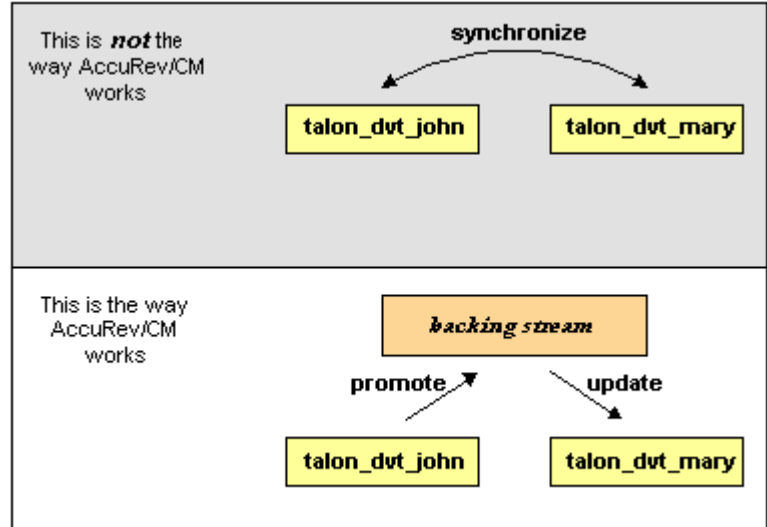 This is not the
way AccuRev/CM
works
synchronize
talon_dvt_john
talon_dvt_mary
This is the way
AccuRev/CM
works
backing stream
promote
update
talon_dvt_john
talon_dvt_mary